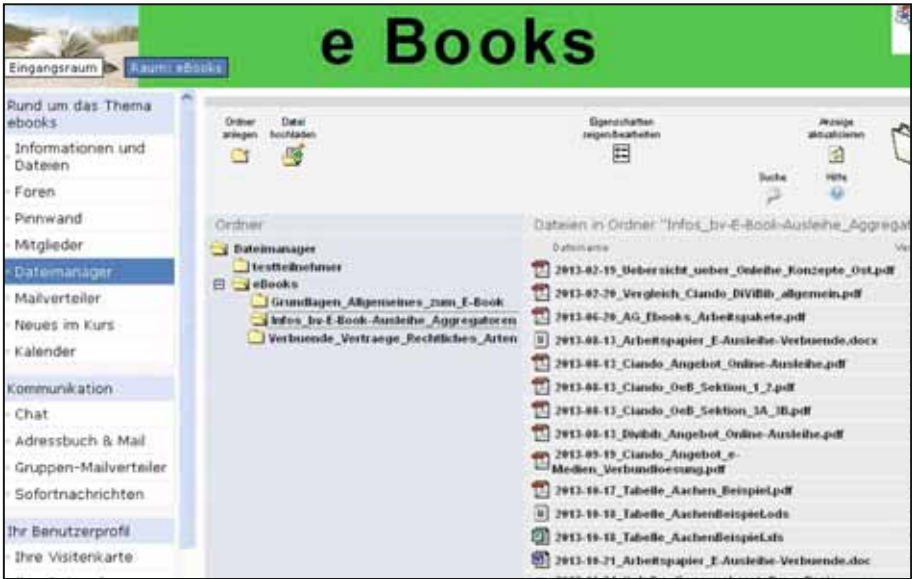 e Books
Eingangsraum
Raum: eBooks
Rund um das Thema
ebooks
Informationen und
Dateien
Foren
Pinnwand
Mitglieder
Dateimanager
Mailverteiler
Neues im Kurs
Kalender
Kommunikation
Chat
Adressbuch & Mail
Gruppen-Mailverteiler
Sofortnachrichten
Ihr Benutzerprofil
Ihre Visitenkarte
Ordner
anlegen
Datei
hochladen
Eigenschaften
zeigen/bearbeiten
Anzeige
aktualisieren
Suche
Hilfe
Ordner
Dateimanager
testteilnehmer
eBooks
Grundlagen_Allgemeines_zum_E-Book
Infos_bv-E-Book-Ausleihe_Aggregatoren
Verbuende_Vertraege_Rechtliches_Arten
Dateien in Ordner "Infos_bv-E-Book-Ausleihe_Aggregat
Dateiname
2013-02-19_Uebersicht_ueber_Onleihe_Konzepte_Ost.pdf
2013-02-20_Vergleich_Ciando_DiViBib_allgemein.pdf
2013-06-20_AG_Ebooks_Arbeitspakete.pdf
2013-08-13_Arbeitspapier_E-Ausleihe-Verbuende.docx
2013-08-13_Ciando_Angebot_Online-Ausleihe.pdf
2013-08-13_Ciando_OeB_Sektion_1_2.pdf
2013-08-13_Ciando_OeB_Sektion_3A_3B.pdf
2013-08-13_Divibib_Angebot_Online-Ausleihe.pdf
2013-09-19_Ciando_Angebot_e-
Medien_Verbundloesung.pdf
2013-10-17_Tabelle_Aachen_Beispiel.pdf
2013-10-18_Tabelle_AachenBeispiel.ods
2013-10-18_Tabelle_AachenBeispiel.xls
2013-10-21_Arbeitspapier_E-Ausleihe-Verbuende.doc